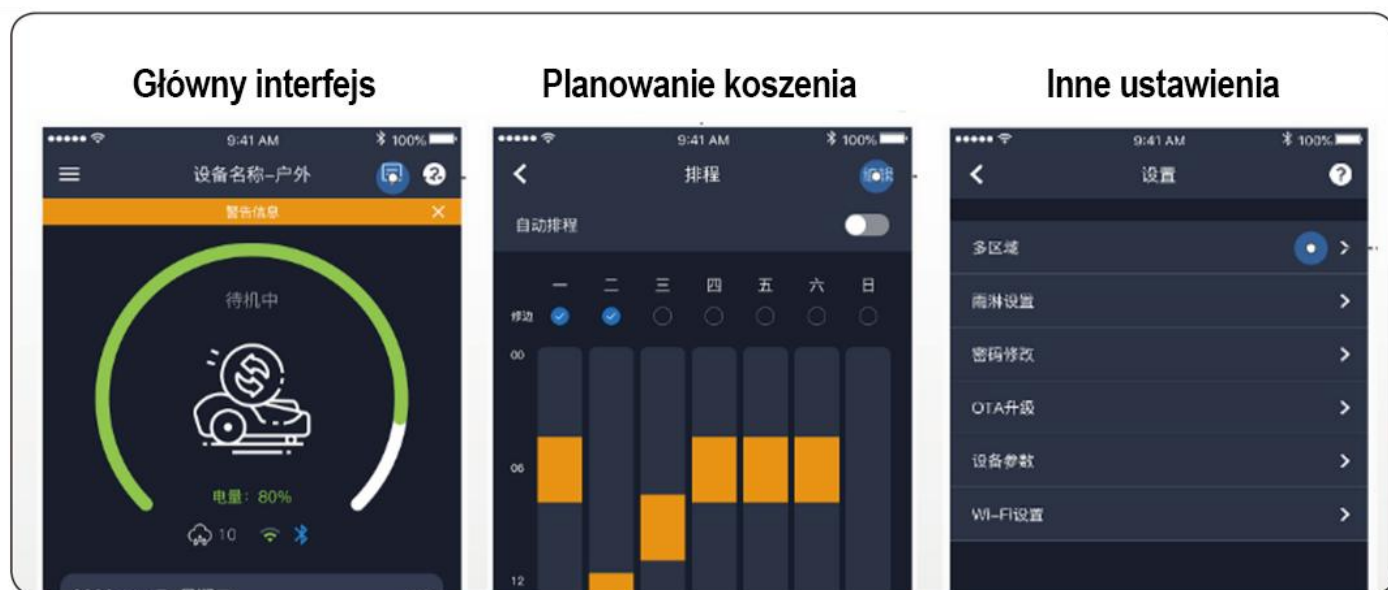 Główny interfejs
Planowanie koszenia
Inne ustawienia
9:41 AM
100%
设备名称-户外
警告信息
待机中
电量: 80%
10
9:41 AM
100%
排程
编辑
自动排程
一 二 三 四 五 六 日
修边
00
06
12
9:41 AM
100%
设置
多区域
雨淋设置
密码修改
OTA升级
设备参数
Wi-Fi设置